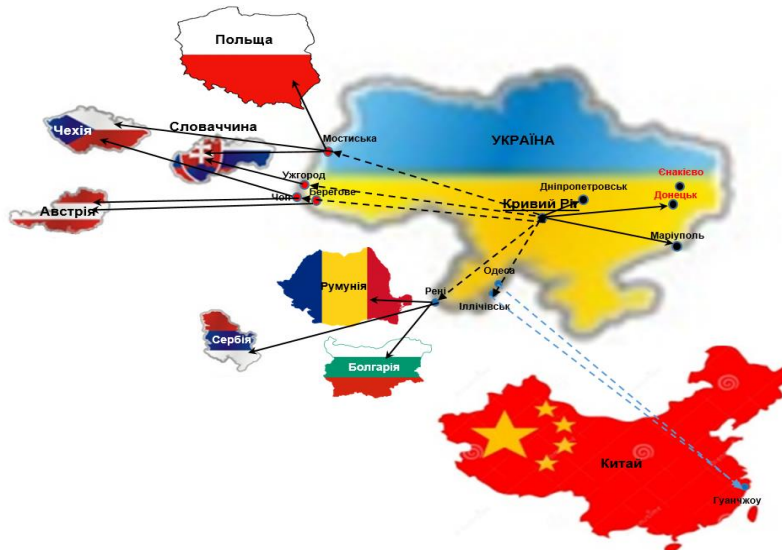 Польща
Чехія
Словаччина
Мостиська
УКРАЇНА
Ужгород
Чоп
Берегове
Австрія
Єнакієво
Дніпропетровськ
Донецьк
Кривий Ріг
Маріуполь
Одеса
Румунія
Рені
Іллічівськ
Сербія
Болгарія
Китай
Гуанчжоу